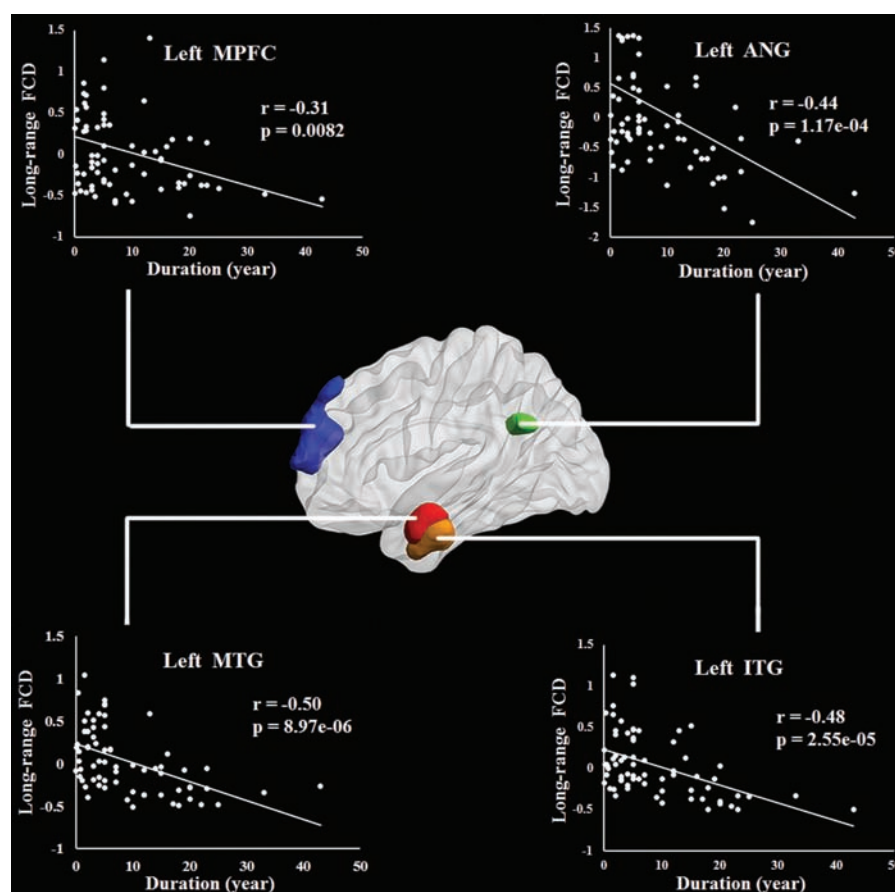 Left MPFC
r = -0.31
p = 0.0082
Long-range FCD
1.5
1
0.5
0
-0.5
-1
0
10
20
30
40
50
Duration (year)
Left ANG
r = -0.44
p = 1.17e-04
Long-range FCD
1.5
1
0.5
0
-0.5
-1
-1.5
-2
0
10
20
30
40
Duration (year)
Left MTG
r = -0.50
p = 8.97e-06
Long-range FCD
1.5
1
0.5
0
-0.5
-1
0
10
20
30
40
50
Duration (year)
Left ITG
r = -0.48
p = 2.55e-05
Long-range FCD
1.5
1
0.5
0
-0.5
-1
0
10
20
30
40
Duration (year)